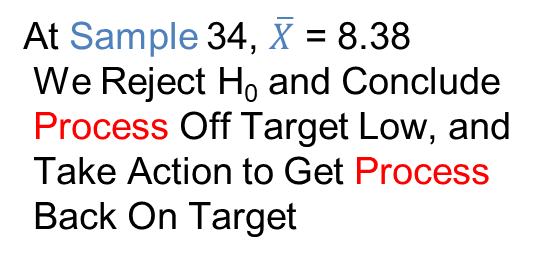 At Sample 34, X̅ = 8.38
We Reject H₀ and Conclude
Process Off Target Low, and
Take Action to Get Process
Back On Target